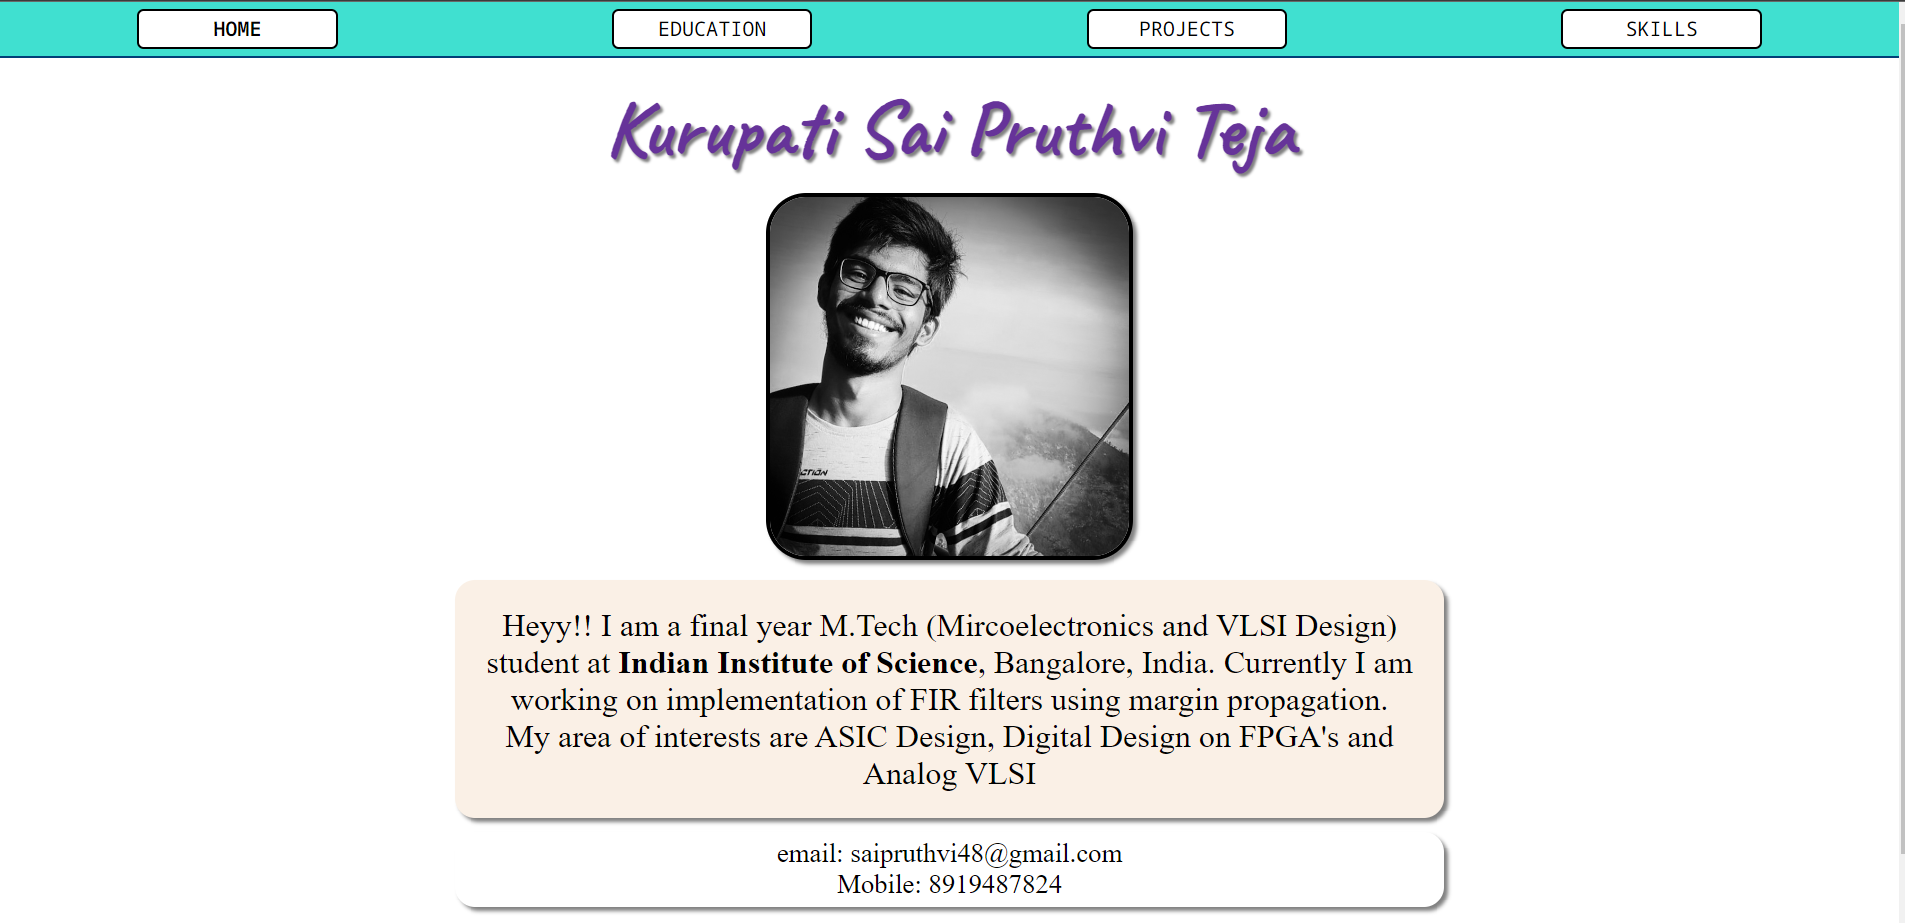 HOME EDUCATION PROJECTS SKILLS
Kurupati Sai Pruthvi Teja
CTION
Heyy!! I am a final year M.Tech (Mircoelectronics and VLSI Design)
student at Indian Institute of Science, Bangalore, India. Currently I am
working on implementation of FIR filters using margin propagation.
My area of interests are ASIC Design, Digital Design on FPGA's and
Analog VLSI
email: saipruthvi48@gmail.com
Mobile: 8919487824